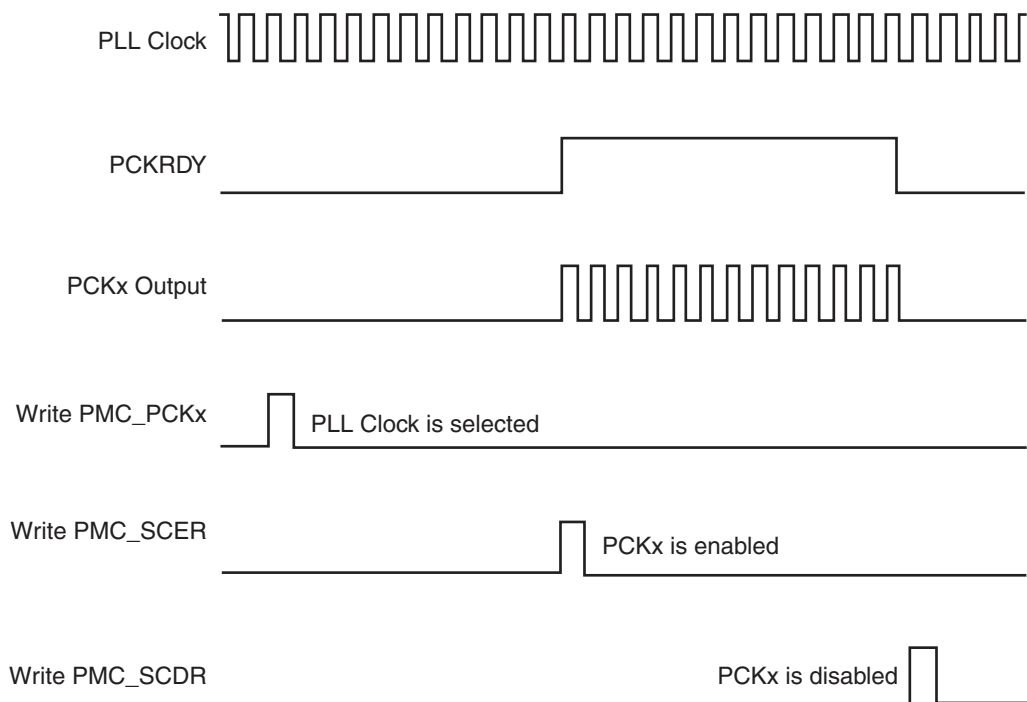 PLL Clock
PCKRDY
PCKx Output
Write PMC_PCKx
PLL Clock is selected
Write PMC_SCER
PCKx is enabled
Write PMC_SCDR
PCKx is disabled